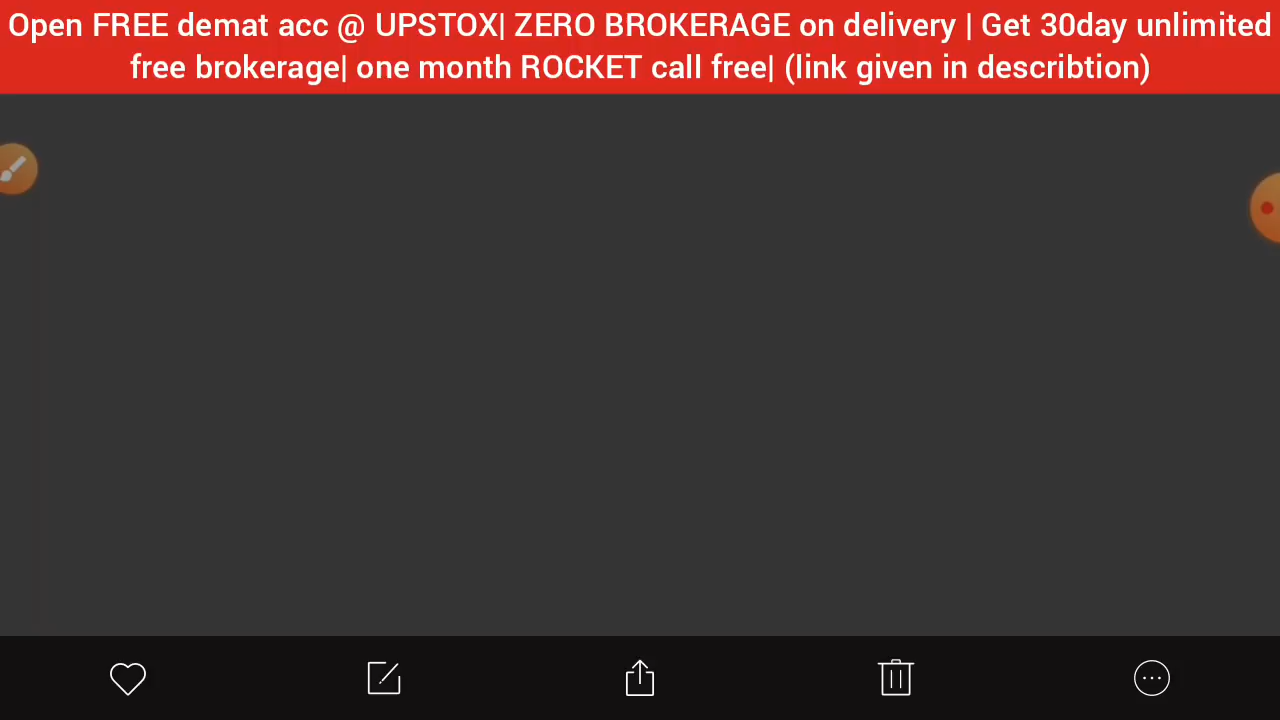 Open FREE demat acc @ UPSTOX| ZERO BROKERAGE on delivery | Get 30day unlimited
free brokerage| one month ROCKET call free| (link given in describtion)